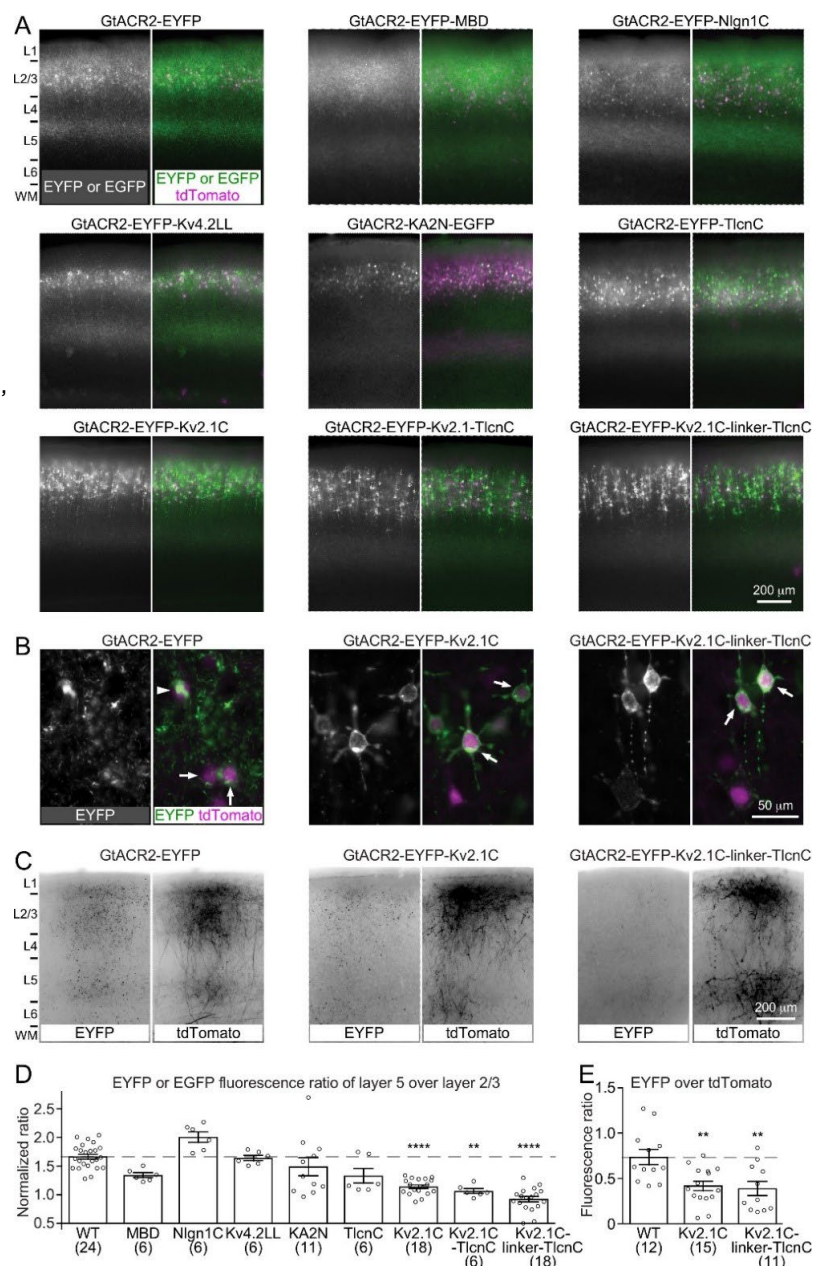 A
GtACR2-EYFP
GtACR2-EYFP-MBD
GtACR2-EYFP-Nlgn1C
L1
L2/3
L4
L5
L6
WM
EYFP or EGFP
EYFP or EGFP
tdTomato
GtACR2-EYFP-Kv4.2LL
GtACR2-KA2N-EGFP
GtACR2-EYFP-TlcnC
,
GtACR2-EYFP-Kv2.1C
GtACR2-EYFP-Kv2.1-TlcnC
GtACR2-EYFP-Kv2.1C-linker-TlcnC
200 μm
B
GtACR2-EYFP
GtACR2-EYFP-Kv2.1C
GtACR2-EYFP-Kv2.1C-linker-TlcnC
EYFP
EYFP tdTomato
50 μm
C
GtACR2-EYFP
GtACR2-EYFP-Kv2.1C
GtACR2-EYFP-Kv2.1C-linker-TlcnC
L1
L2/3
L4
L5
L6
WM
EYFP
tdTomato
EYFP
tdTomato
200 μm
EYFP
tdTomato
D
EYFP or EGFP fluorescence ratio of layer 5 over layer 2/3
Normalized ratio
2.5
2.0
1.5
1.0
0.5
****
**
****
WT
(24)
MBD
(6)
Nlgn1C
(6)
Kv4.2LL
(6)
KA2N
(11)
TlcnC
(6)
Kv2.1C
(18)
Kv2.1C
-TlcnC
(6)
Kv2.1C-
linker-TlcnC
(18)
E
EYFP over tdTomato
Fluorescence ratio
1.5
1.0
0.5
0
**
**
WT
(12)
Kv2.1C
(15)
Kv2.1C-
linker-TlcnC
(11)